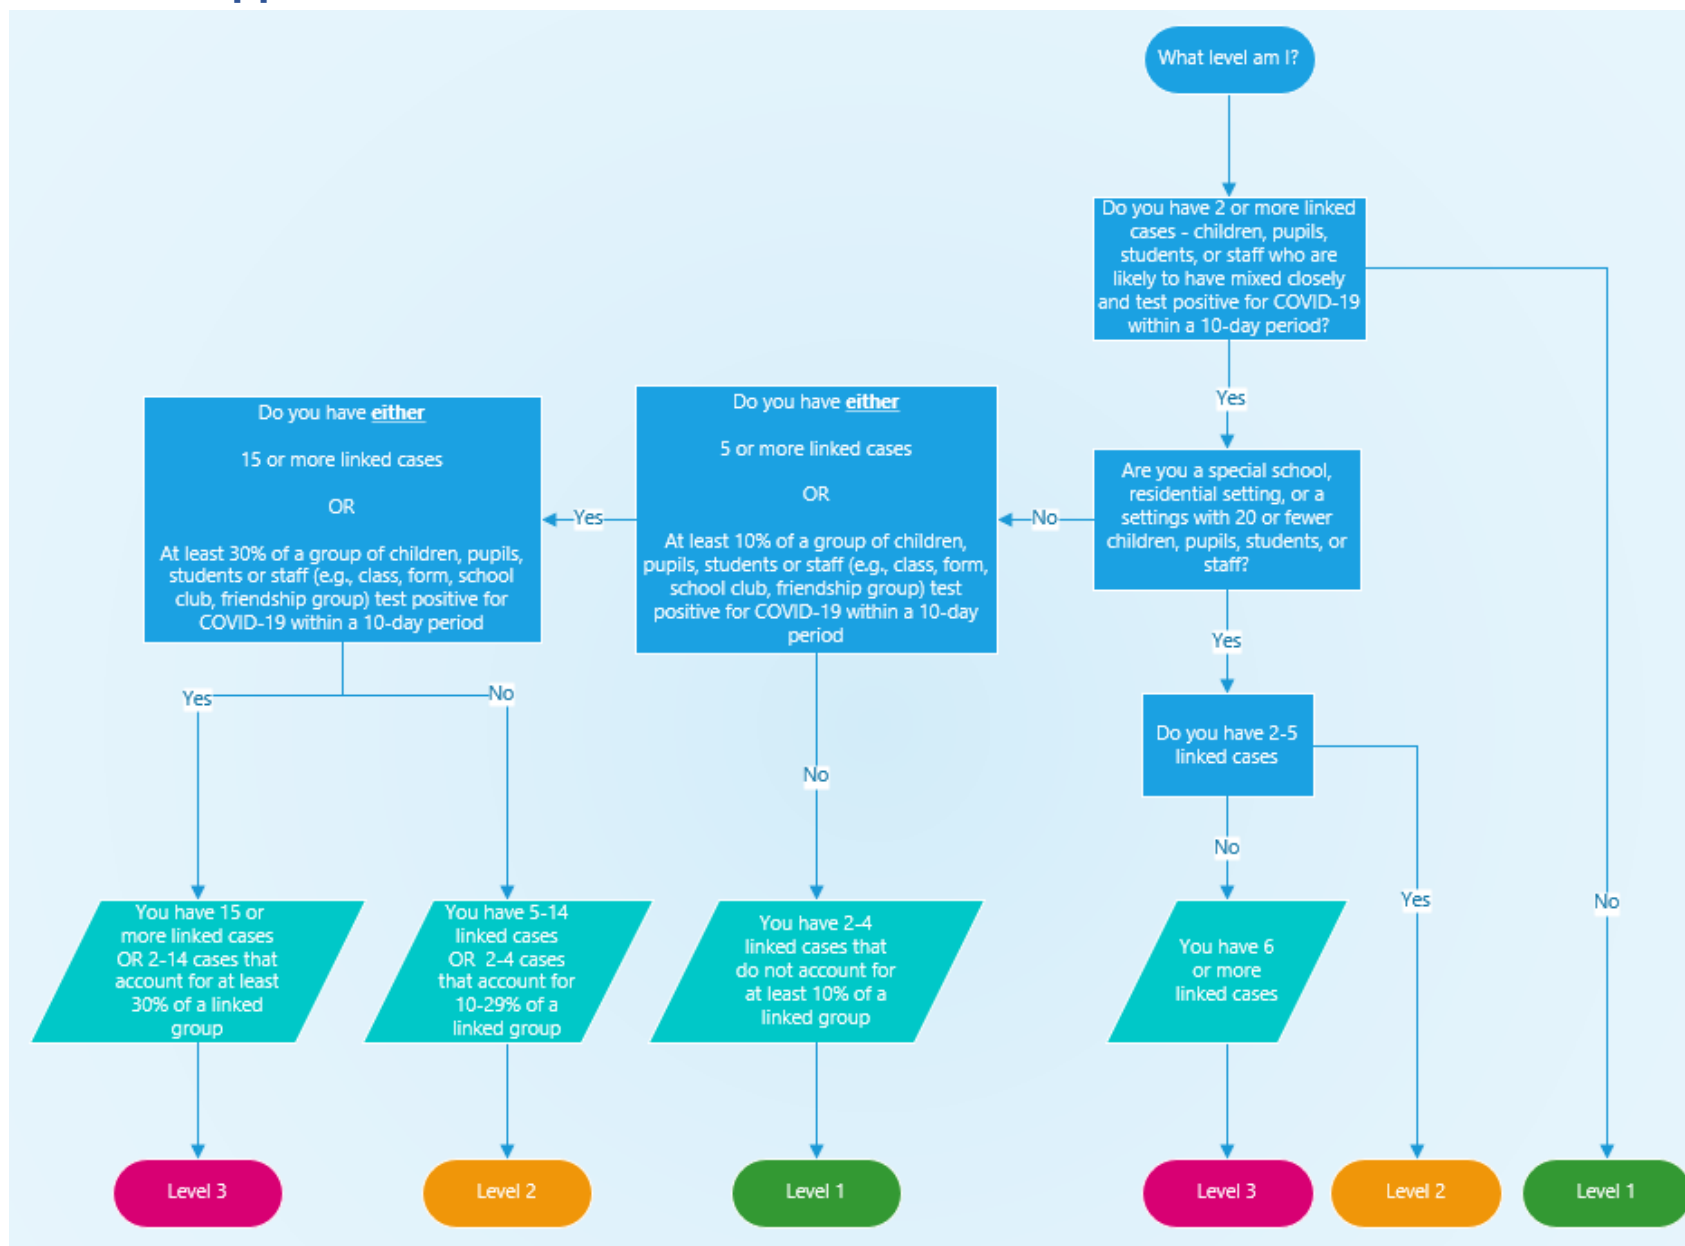 What level am I?
Do you have 2 or more linked
cases - children, pupils,
students, or staff who are
likely to have mixed closely
and test positive for COVID-19
within a 10-day period?
Yes
Are you a special school,
residential setting, or a
settings with 20 or fewer
children, pupils, students, or
staff?
No
Do you have either
5 or more linked cases
OR
At least 10% of a group of children,
pupils, students or staff (e.g., class, form,
school club, friendship group) test
positive for COVID-19 within a 10-day
period
Yes
Do you have either
15 or more linked cases
OR
At least 30% of a group of children, pupils,
students or staff (e.g., class, form, school
club, friendship group) test positive for
COVID-19 within a 10-day period
Yes
No
No
Yes
Do you have 2-5
linked cases
No
Yes
No
You have 15 or
more linked cases
OR 2-14 cases that
account for at least
30% of a linked
group
You have 5-14
linked cases
OR 2-4 cases
that account for
10-29% of a
linked group
You have 2-4
linked cases that
do not account for
at least 10% of a
linked group
You have 6
or more
linked cases
Level 3
Level 2
Level 1
Level 3
Level 2
Level 1